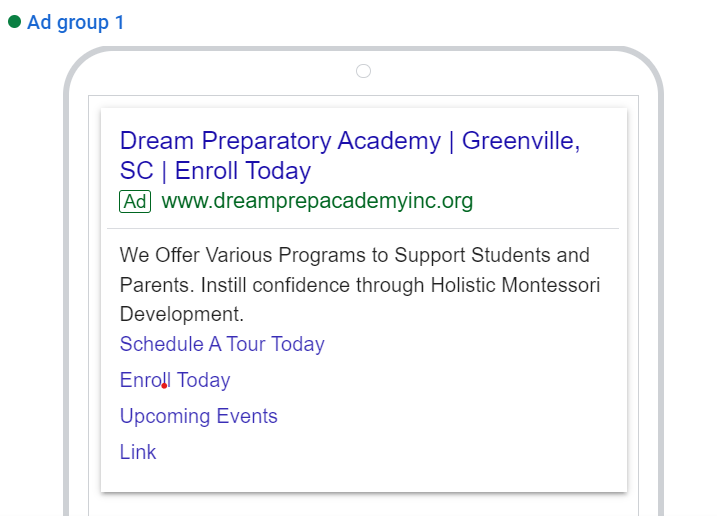 Ad group 1
Dream Preparatory Academy | Greenville,
SC | Enroll Today
Ad www.dreamprepacademyinc.org
We Offer Various Programs to Support Students and
Parents. Instill confidence through Holistic Montessori
Development.
Schedule A Tour Today
Enroll Today
Upcoming Events
Link